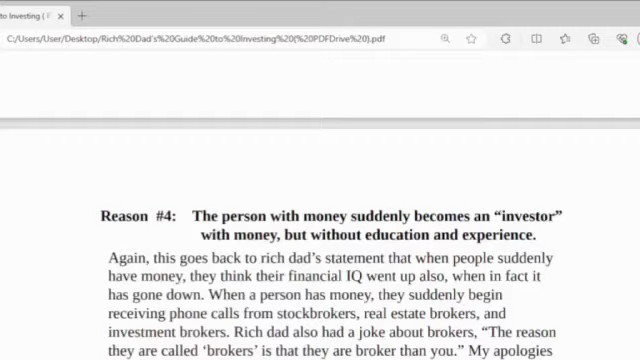 to Investing ( P
C:/Users/User/Desktop/Rich%20Dad's%20Guide%20to%20Investing%20(%20PDFDrive%20).pdf
Reason #4: The person with money suddenly becomes an “investor”
with money, but without education and experience.
Again, this goes back to rich dad’s statement that when people suddenly
have money, they think their financial IQ went up also, when in fact it
has gone down. When a person has money, they suddenly begin
receiving phone calls from stockbrokers, real estate brokers, and
investment brokers. Rich dad also had a joke about brokers, “The reason
they are called ‘brokers’ is that they are broker than you.” My apologies